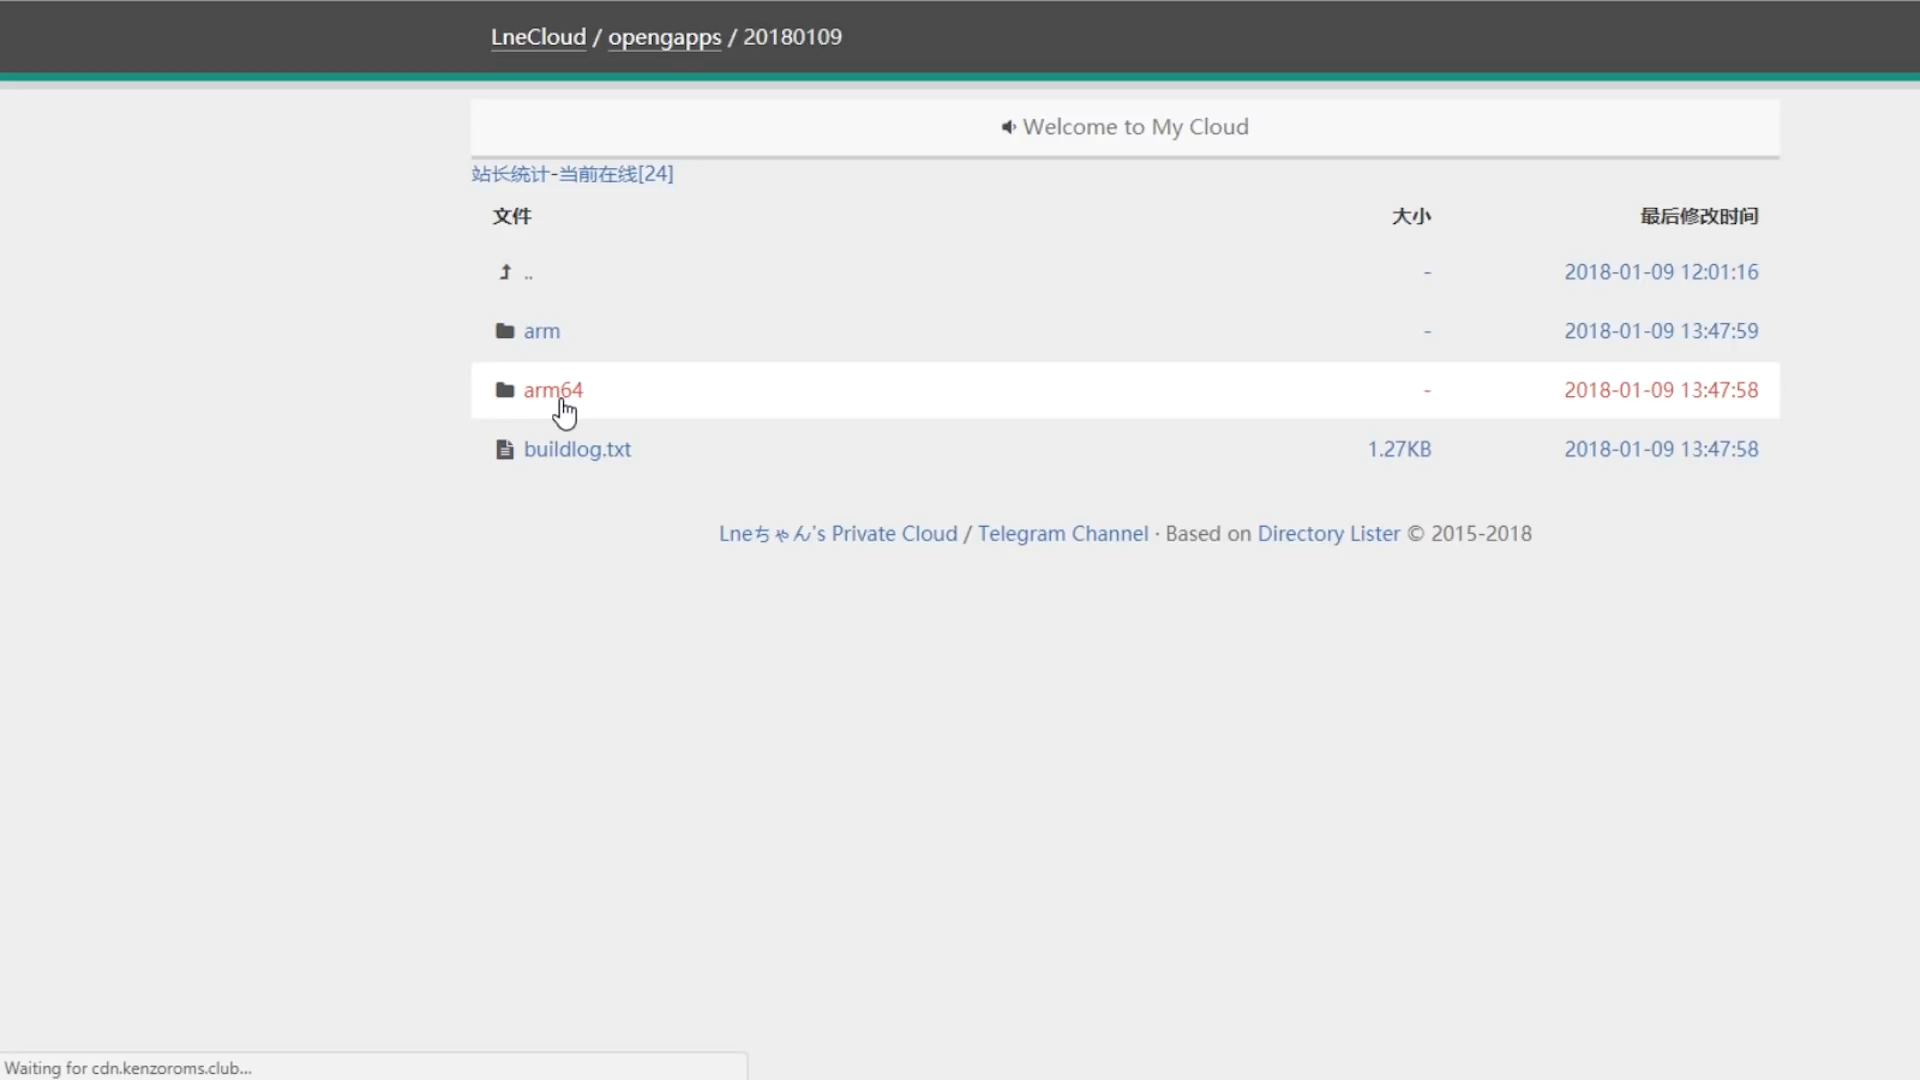 LneCloud / opengapps / 20180109
Welcome to My Cloud
站长统计-当前在线[24]
文件 大小 最后修改时间
.. - 2018-01-09 12:01:16
arm - 2018-01-09 13:47:59
arm64 - 2018-01-09 13:47:58
buildlog.txt 1.27KB 2018-01-09 13:47:58
Lneちゃん's Private Cloud / Telegram Channel · Based on Directory Lister © 2015-2018
Waiting for cdn.kenzoroms.club...